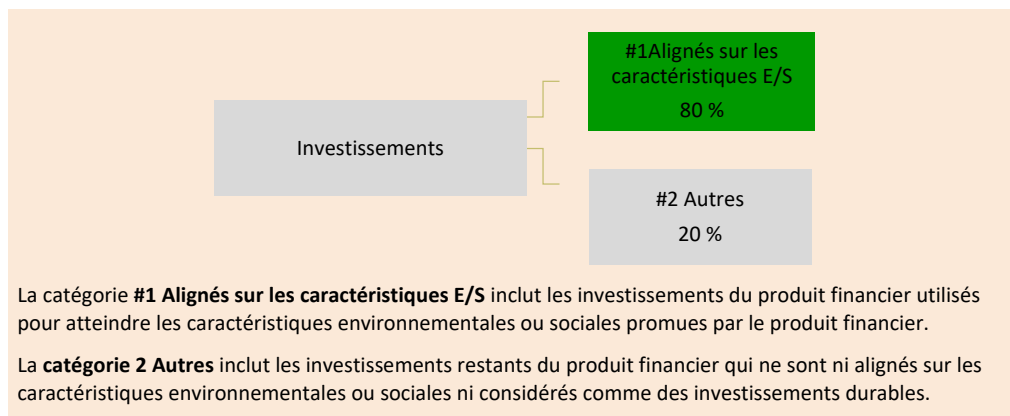 #1Alignés sur les
caractéristiques E/S
80 %
Investissements
#2 Autres
20 %
La catégorie #1 Alignés sur les caractéristiques E/S inclut les investissements du produit financier utilisés
pour atteindre les caractéristiques environnementales ou sociales promues par le produit financier.
La catégorie 2 Autres inclut les investissements restants du produit financier qui ne sont ni alignés sur les
caractéristiques environnementales ou sociales ni considérés comme des investissements durables.